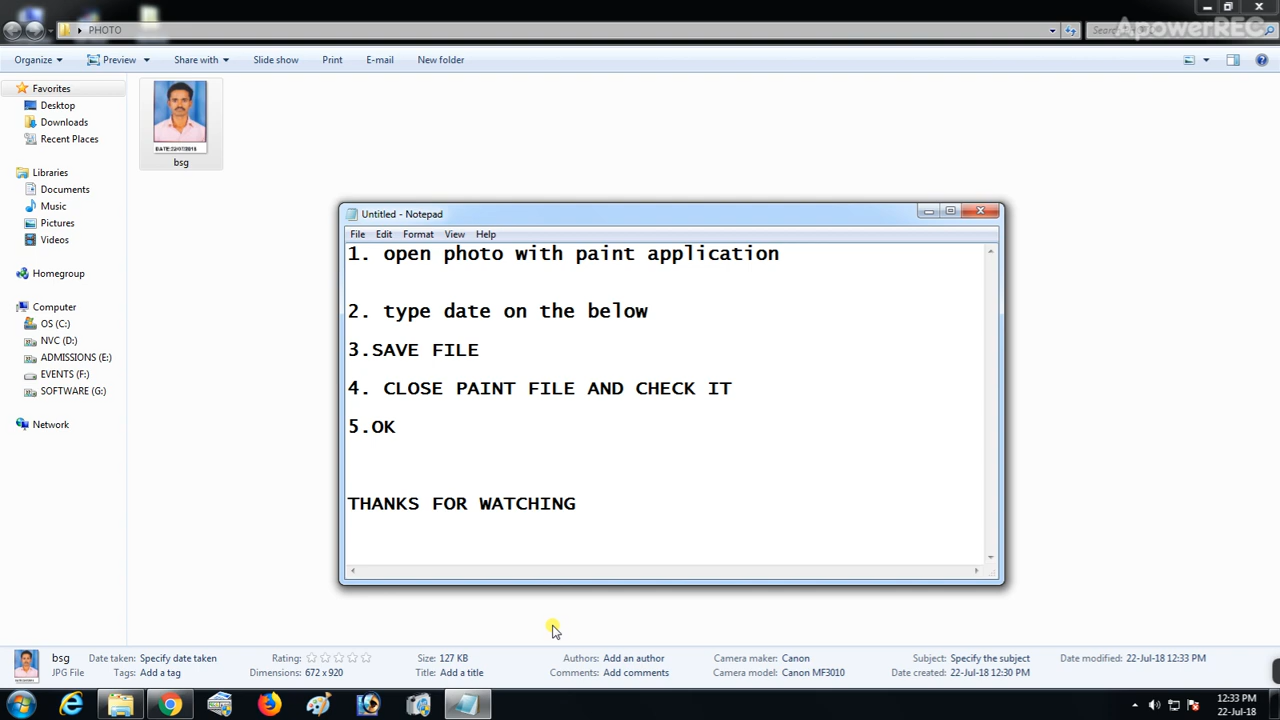 PHOTO
ApowerREC
Organize
Preview
Share with
Slide show
Print
E-mail
New folder
Favorites
Desktop
Downloads
Recent Places
Libraries
Documents
Music
Pictures
Videos
Homegroup
Computer
OS (C:)
NVC (D:)
ADMISSIONS (E:)
EVENTS (F:)
SOFTWARE (G:)
Network
DATE:22/07/2018
bsg
Untitled - Notepad
File Edit Format View Help
1. open photo with paint application
2. type date on the below
3.SAVE FILE
4. CLOSE PAINT FILE AND CHECK IT
5.OK
THANKS FOR WATCHING
bsg Date taken: Specify date taken Rating: Size: 127 KB Authors: Add an author Camera maker: Canon Subject: Specify the subject Date modified: 22-Jul-18 12:33 PM
JPG File Tags: Add a tag Dimensions: 672 x 920 Title: Add a title Comments: Add comments Camera model: Canon MF3010 Date created: 22-Jul-18 12:30 PM
12:33 PM
22-Jul-18